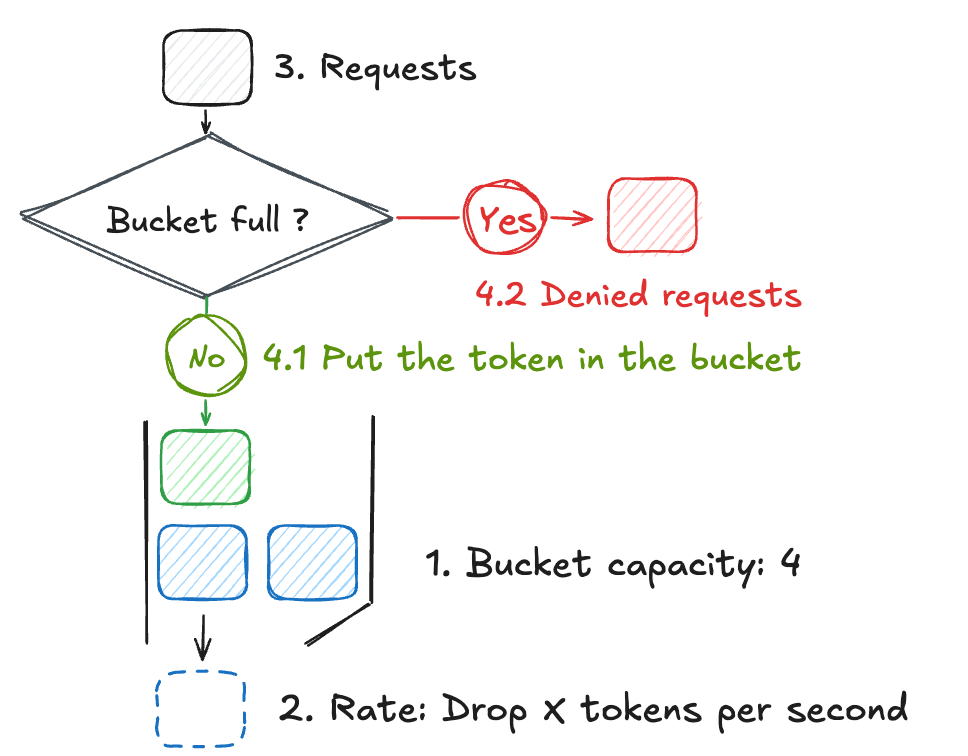 3. Requests
Bucket full ?
Yes
4.2 Denied requests
No
4.1 Put the token in the bucket
1. Bucket capacity: 4
2. Rate: Drop X tokens per second